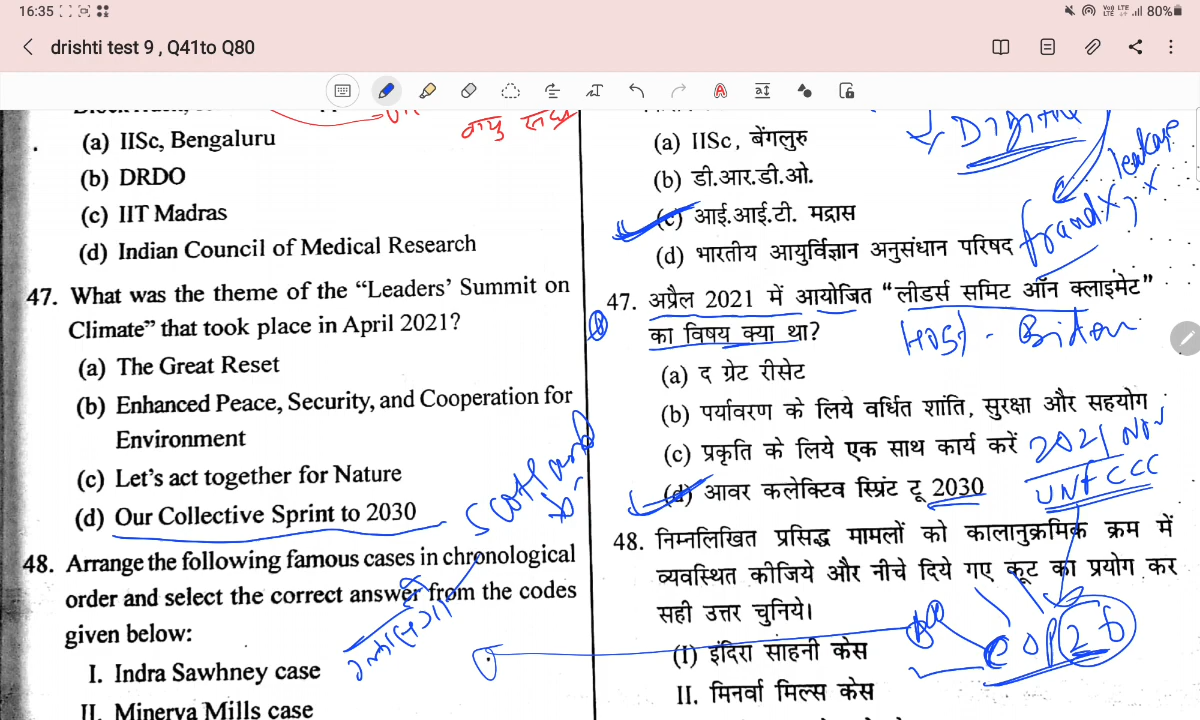 16:35
80%
drishti test 9 , Q41to Q80
(a) IISc, Bengaluru
(b) DRDO
(c) IIT Madras
(d) Indian Council of Medical Research
47. What was the theme of the “Leaders’ Summit on
Climate” that took place in April 2021?
(a) The Great Reset
(b) Enhanced Peace, Security, and Cooperation for
Environment
(c) Let’s act together for Nature
(d) Our Collective Sprint to 2030
Scotland
48. Arrange the following famous cases in chronological
order and select the correct answer from the codes
given below:
I. Indra Sawhney case
II. Minerva Mills case
(a) IISc, बेंगलुरु
(b) डी.आर.डी.ओ.
(c) आई.आई.टी. मद्रास
(d) भारतीय आयुर्विज्ञान अनुसंधान परिषद
leakage
47. अप्रैल 2021 में आयोजित “लीडर्स समिट ऑन क्लाइमेट”
का विषय क्या था?
Host - Biden
(a) द ग्रेट रीसेट
(b) पर्यावरण के लिये वर्धित शांति, सुरक्षा और सहयोग
(c) प्रकृति के लिये एक साथ कार्य करें
2021 Nov
(d) आवर कलेक्टिव स्प्रिंट टू 2030
UNFCCC
48. निम्नलिखित प्रसिद्ध मामलों को कालानुक्रमिक क्रम में
व्यवस्थित कीजिये और नीचे दिये गए कूट का प्रयोग कर
सही उत्तर चुनिये।
COP 26
(I) इंदिरा साहनी केस
II. मिनर्वा मिल्स केस